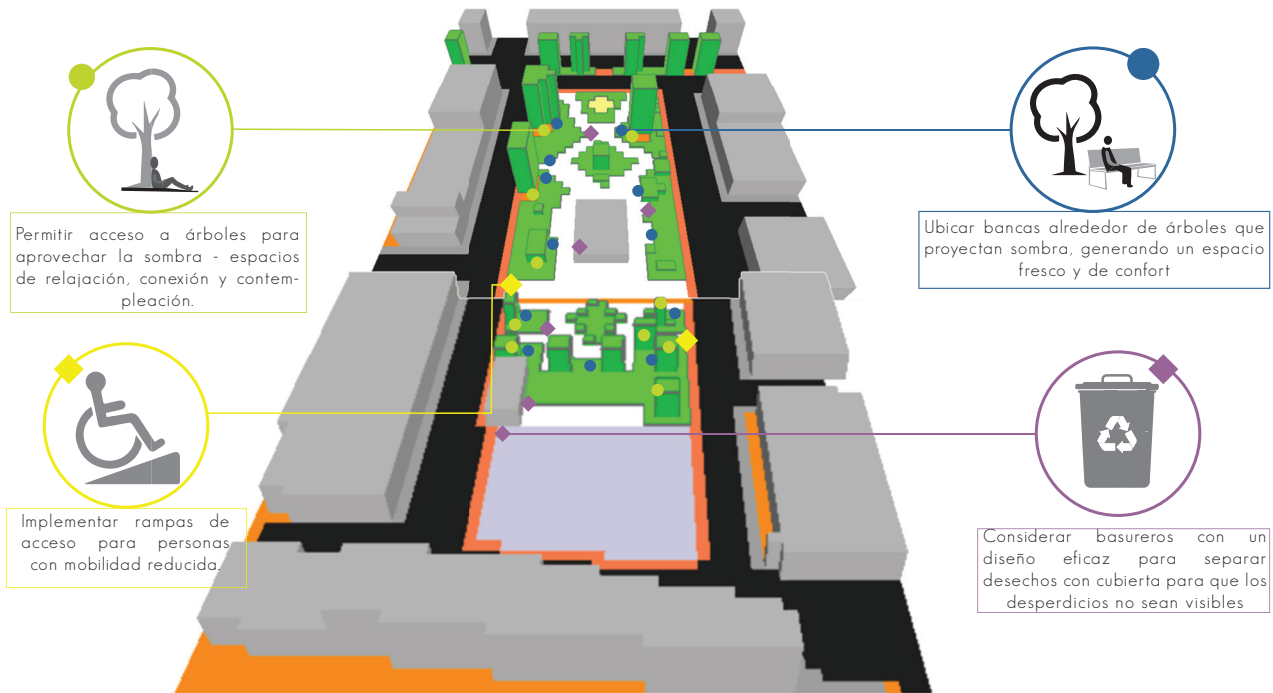 Permitir acceso a árboles para
aprovechar la sombra - espacios
de relajación, conexión y contem-
pleación.
Ubicar bancas alrededor de árboles que
proyectan sombra, generando un espacio
fresco y de confort
Implementar rampas de
acceso para personas
con mobilidad reducida.
Considerar basureros con un
diseño eficaz para separar
desechos con cubierta para que los
desperdicios no sean visibles